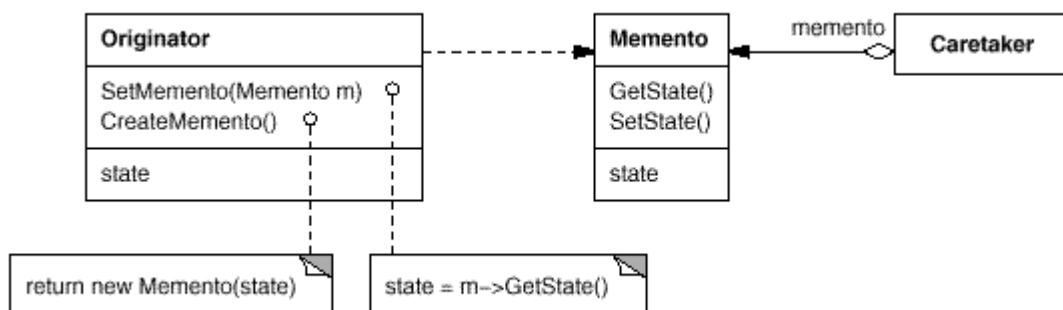 Originator
SetMemento(Memento m)
CreateMemento()
state
return new Memento(state)
state = m->GetState()
Memento
GetState()
SetState()
state
memento
Caretaker